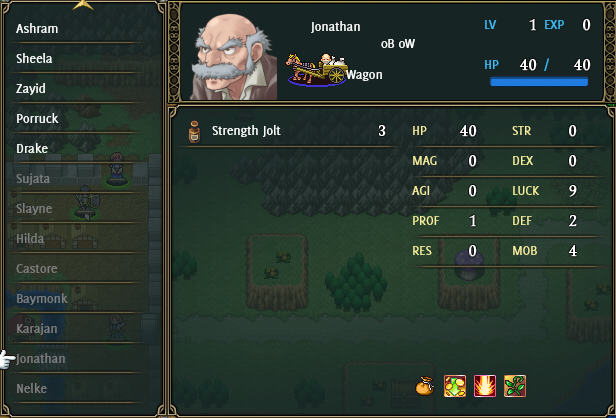 Ashram
Sheela
Zayid
Porruck
Drake
Sujata
Slayne
Hilda
Castore
Baymonk
Karajan
Jonathan
Nelke
Jonathan
oB oW
Wagon
LV 1 EXP 0
HP 40 / 40
Strength Jolt 3
HP 40 STR 0
MAG 0 DEX 0
AGI 0 LUCK 9
PROF 1 DEF 2
RES 0 MOB 4